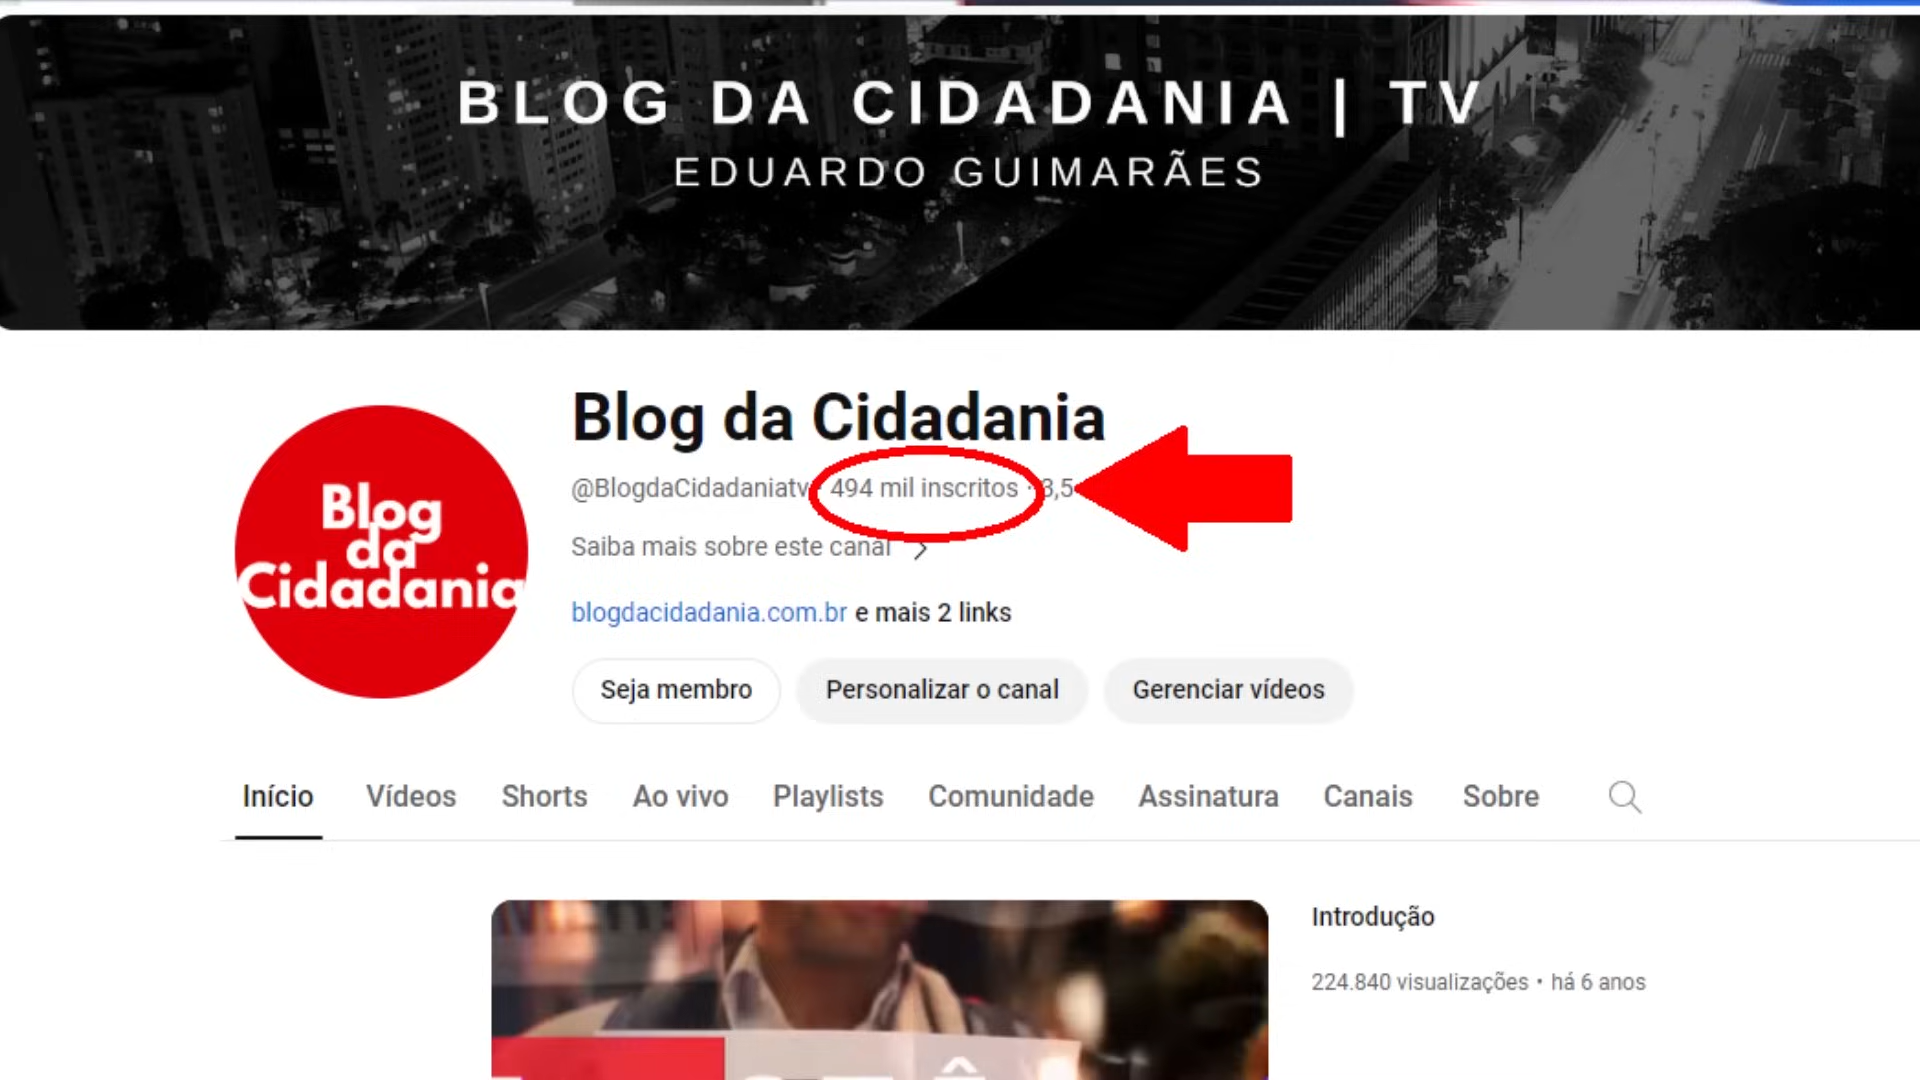 BLOG DA CIDADANIA | TV
EDUARDO GUIMARÃES
Blog da Cidadania
@BlogdaCidadaniatv 494 mil inscritos · 3,5
Saiba mais sobre este canal
blogdacidadania.com.br e mais 2 links
Blog
da
Cidadania
Seja membro Personalizar o canal Gerenciar vídeos
Início Vídeos Shorts Ao vivo Playlists Comunidade Assinatura Canais Sobre
Introdução
224.840 visualizações • há 6 anos